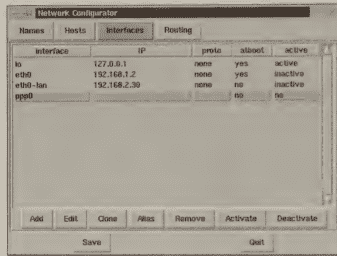 Network Configurator
Names Hosts Interfaces Routing
interface IP proto atboot active
lo 127.0.0.1 none yes active
eth0 192.168.1.2 none yes inactive
eth0-lan 192.168.2.30 none no inactive
ppp0 no no
Add Edit Clone Alias Remove Activate Deactivate
Save Quit